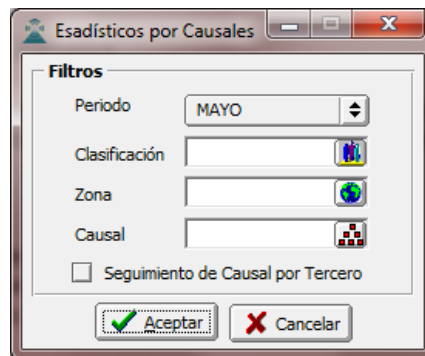 Esadísticos por Causales
Filtros
Periodo
MAYO
Clasificación
Zona
Causal
Seguimiento de Causal por Tercero
Aceptar
Cancelar